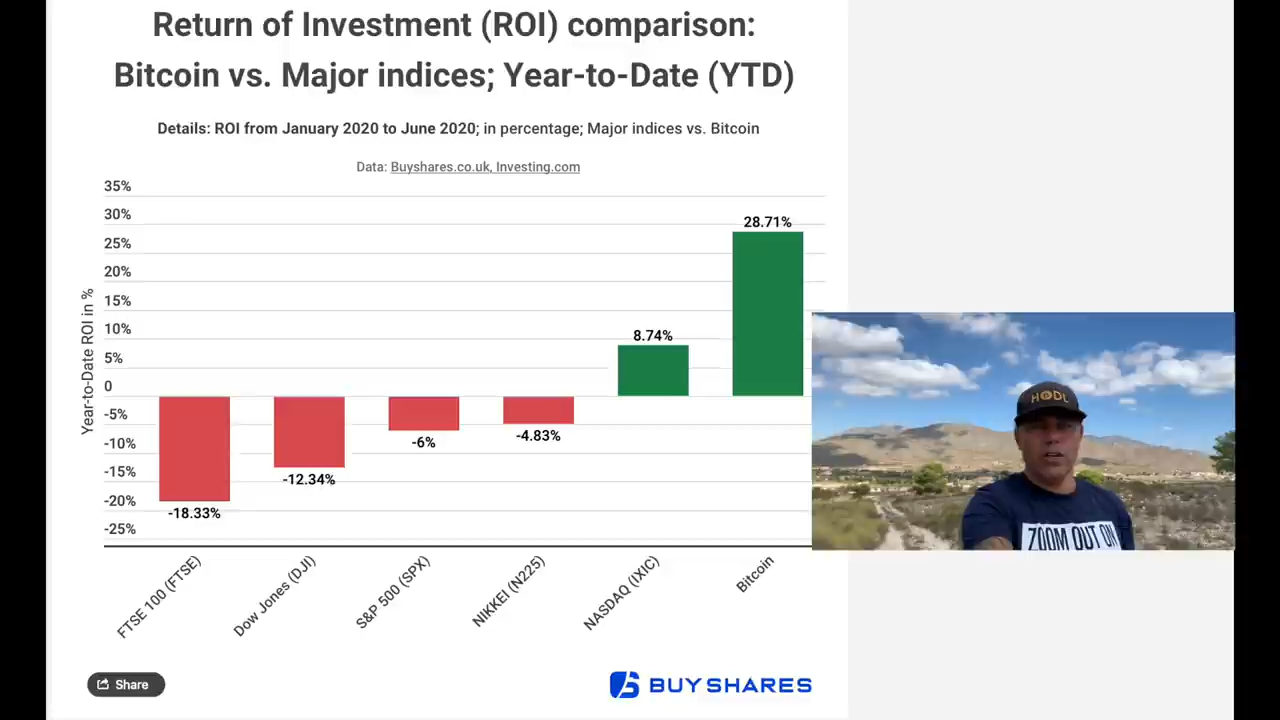 Return of Investment (ROI) comparison:
Bitcoin vs. Major indices; Year-to-Date (YTD)
Details: ROI from January 2020 to June 2020; in percentage; Major indices vs. Bitcoin
Data: Buyshares.co.uk, Investing.com
Year-to-Date ROI in %
35%
30%
25%
20%
15%
10%
5%
0
-5%
-10%
-15%
-20%
-25%
-18.33%
-12.34%
-6%
-4.83%
8.74%
28.71%
FTSE 100 (FTSE)
Dow Jones (DJI)
S&P 500 (SPX)
NIKKEI (N225)
NASDAQ (IXIC)
Bitcoin
HODL
ZOOM OUT ON
Share
BUYSHARES